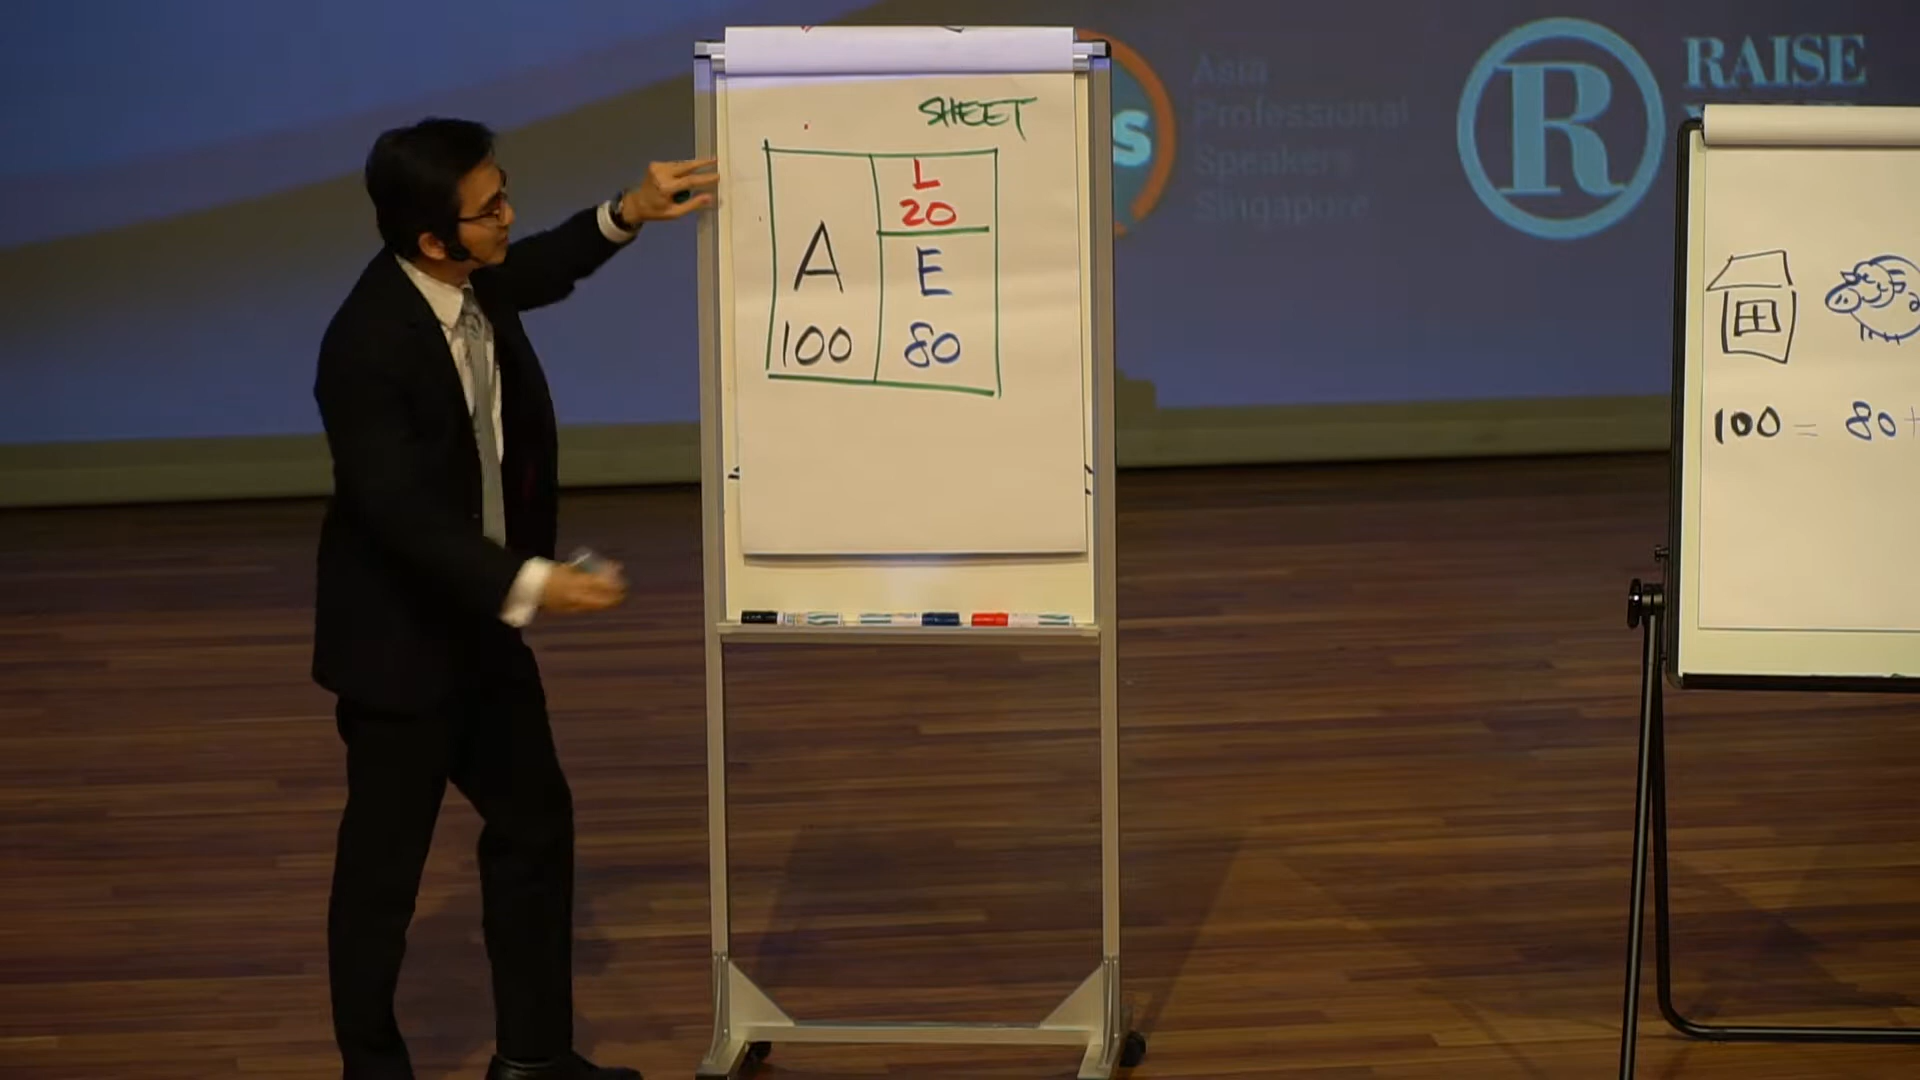 SHEET
L
20
A
E
100
80
Asia
Professional
Speakers
Singapore
S
R
RAISE
100 = 80 +